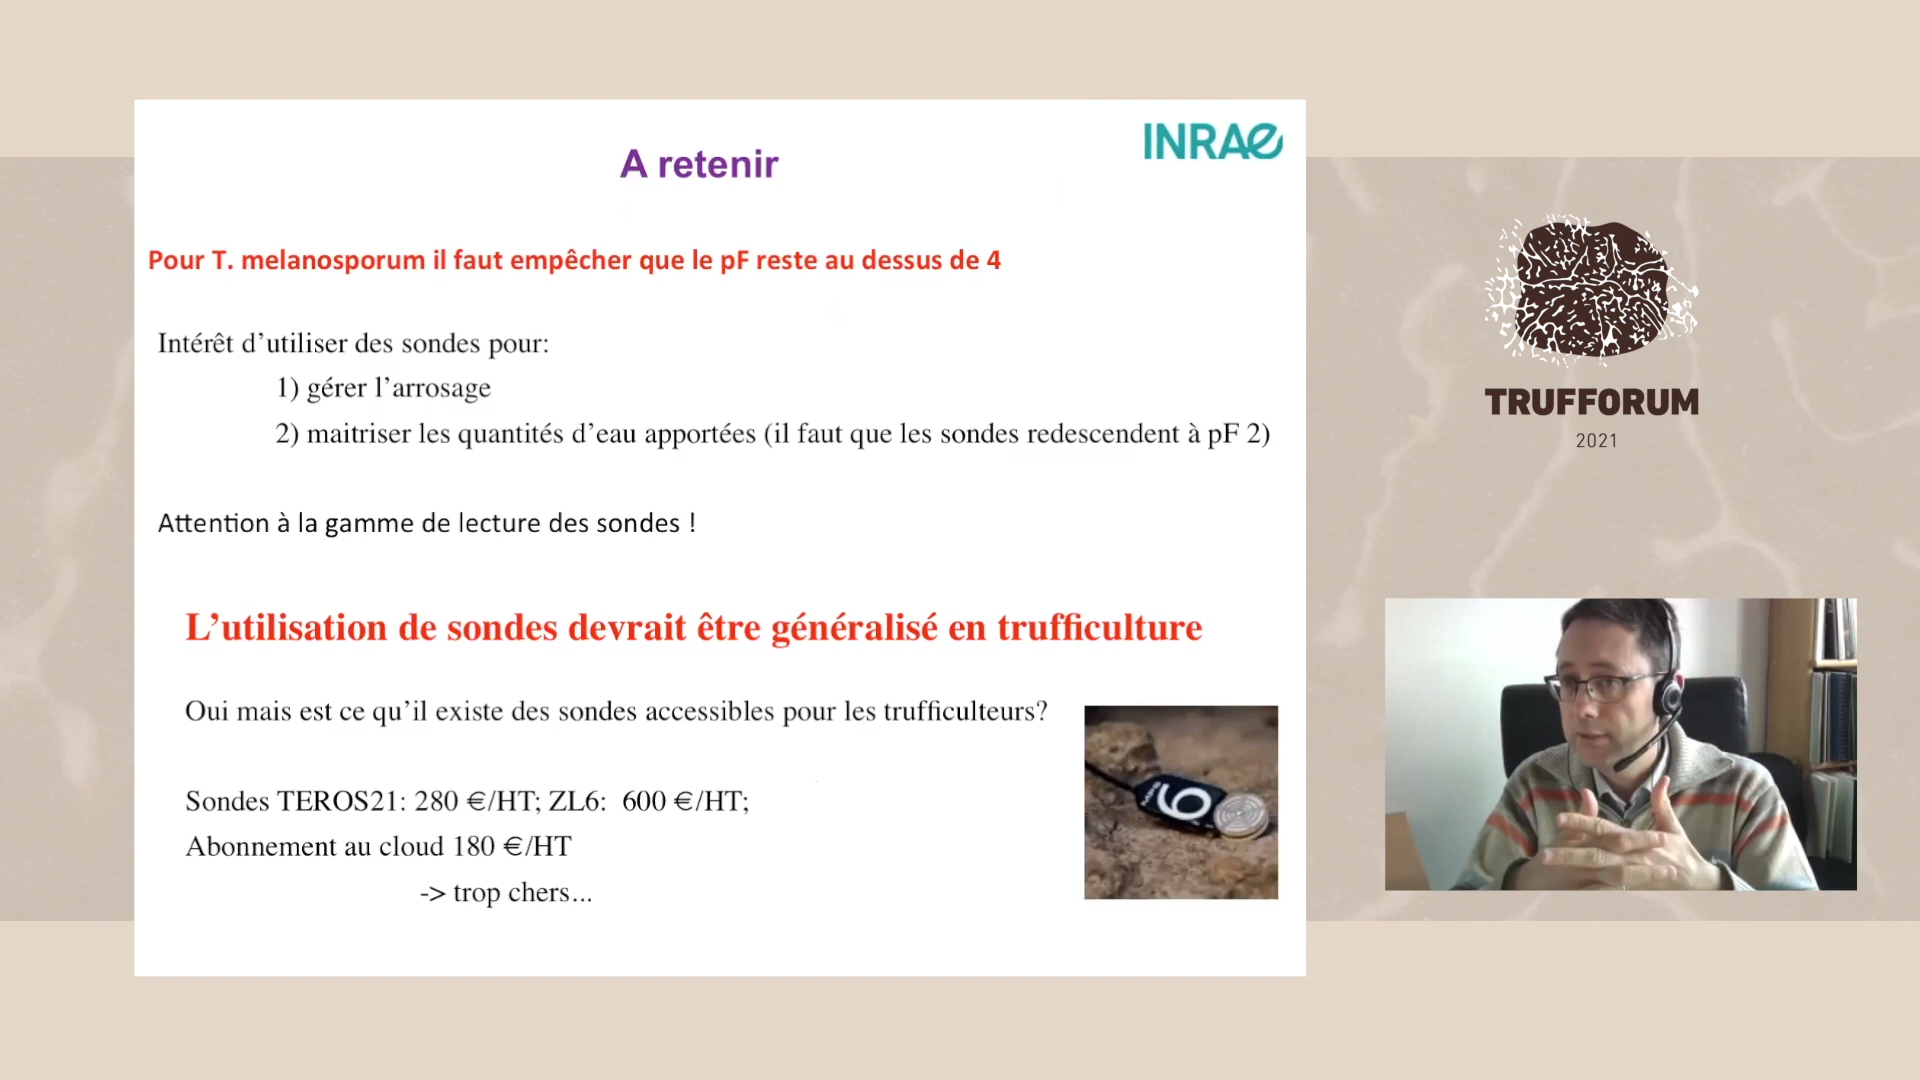 A retenir
INRAE
Pour T. melanosporum il faut empêcher que le pF reste au dessus de 4
Intérêt d’utiliser des sondes pour:
1) gérer l’arrosage
2) maitriser les quantités d’eau apportées (il faut que les sondes redescendent à pF 2)
Attention à la gamme de lecture des sondes !
L’utilisation de sondes devrait être généralisé en trufficulture
Oui mais est ce qu’il existe des sondes accessibles pour les trufficulteurs?
Sondes TEROS21: 280 €/HT; ZL6: 600 €/HT;
Abonnement au cloud 180 €/HT
-> trop chers...
TRUFFORUM
2021